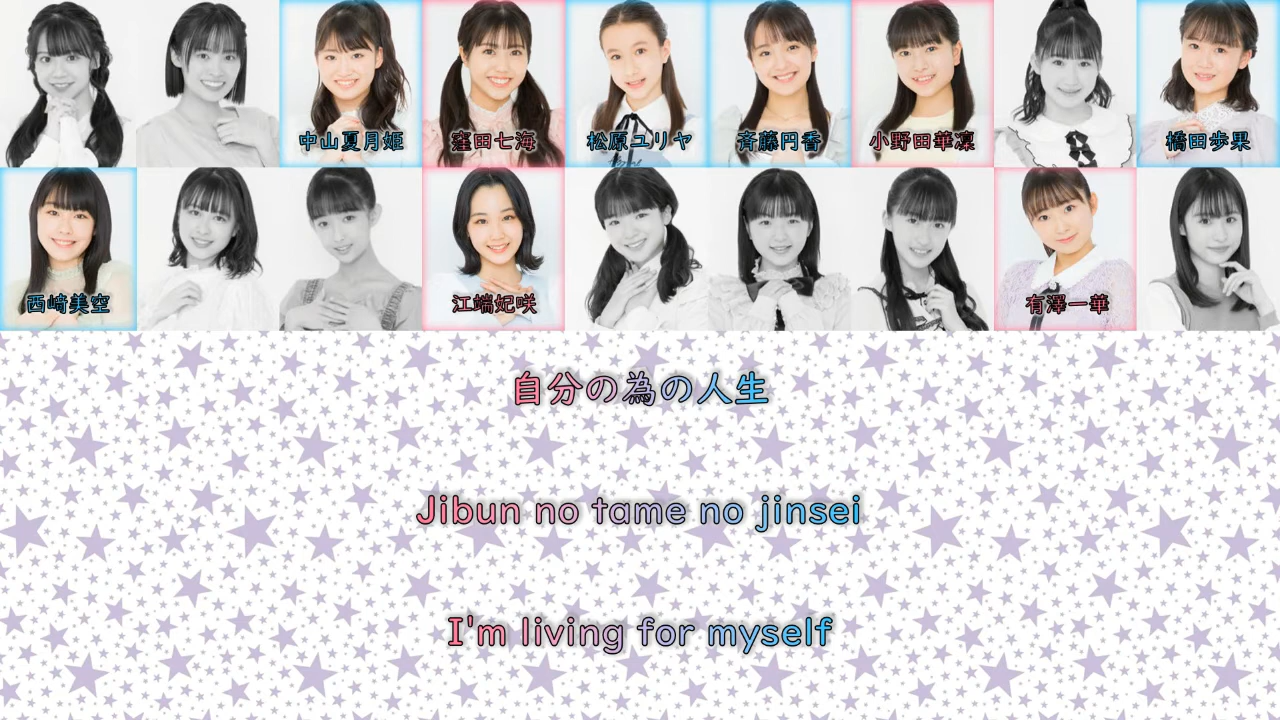 中山夏月姫 窪田七海 松原ユリヤ 斉藤円香 小野田華凜 橋田歩果
西﨑美空 江端妃咲 有澤一華
自分の為の人生
Jibun no tame no jinsei
I'm living for myself